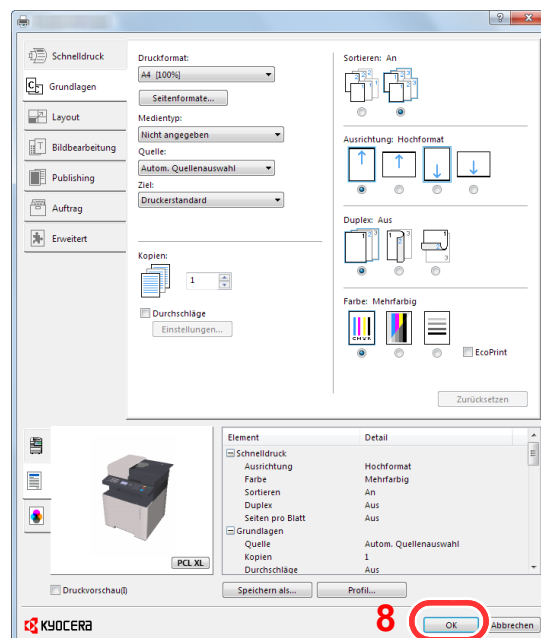 Schnelldruck
Grundlagen
Layout
Bildbearbeitung
Publishing
Auftrag
Erweitert
Druckformat:
A4 [100%]
Seitenformate...
Medientyp:
Nicht angegeben
Quelle:
Autom. Quellenauswahl
Ziel:
Druckerstandard
Kopien:
1
Durchschläge
Einstellungen...
Sortieren: An
Ausrichtung: Hochformat
Duplex: Aus
Farbe: Mehrfarbig
CMYK
EcoPrint
Zurücksetzen
PCL XL
Druckvorschau(l)
Element Detail
Schnelldruck
Ausrichtung Hochformat
Farbe Mehrfarbig
Sortieren An
Duplex Aus
Seiten pro Blatt Aus
Grundlagen
Quelle Autom. Quellenauswahl
Kopien 1
Durchschläge Aus
Speichern als... Profil...
KYOCERA
8
OK
Abbrechen